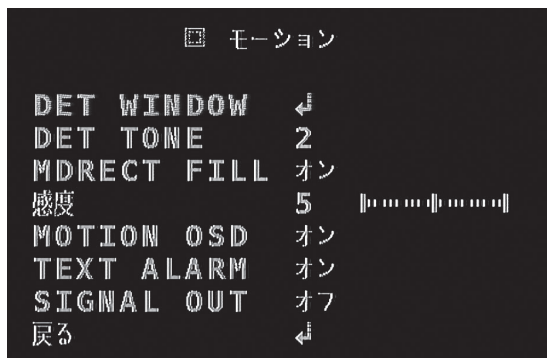 モーション
DET WINDOW ↲
DET TONE 2
MDRECT FILL オン
感度 5
MOTION OSD オン
TEXT ALARM オン
SIGNAL OUT オフ
戻る ↲